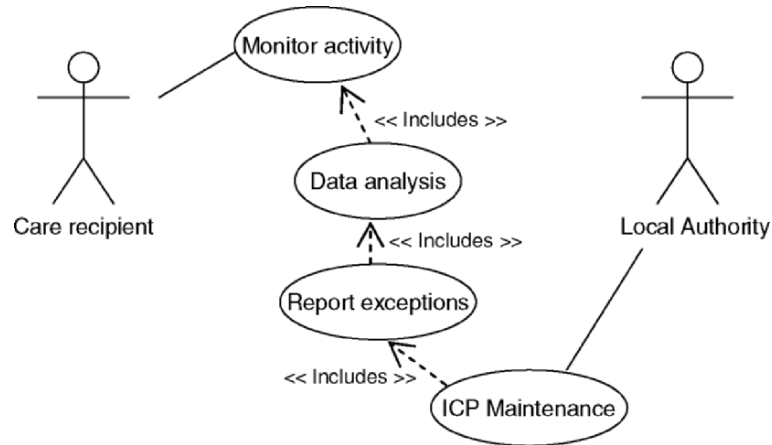 Monitor activity
<< Includes >>
Data analysis
Care recipient
Local Authority
<< Includes >>
Report exceptions
<< Includes >>
ICP Maintenance